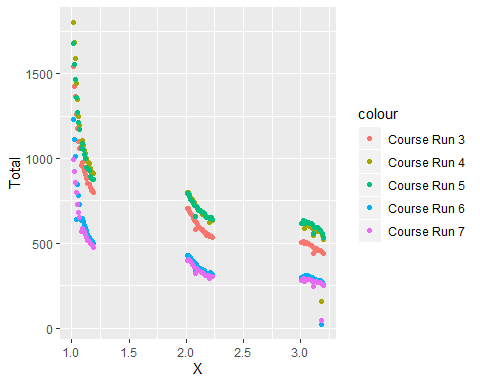 1500
1000
500
0
Total
1.0 1.5 2.0 2.5 3.0
X
colour
Course Run 3
Course Run 4
Course Run 5
Course Run 6
Course Run 7